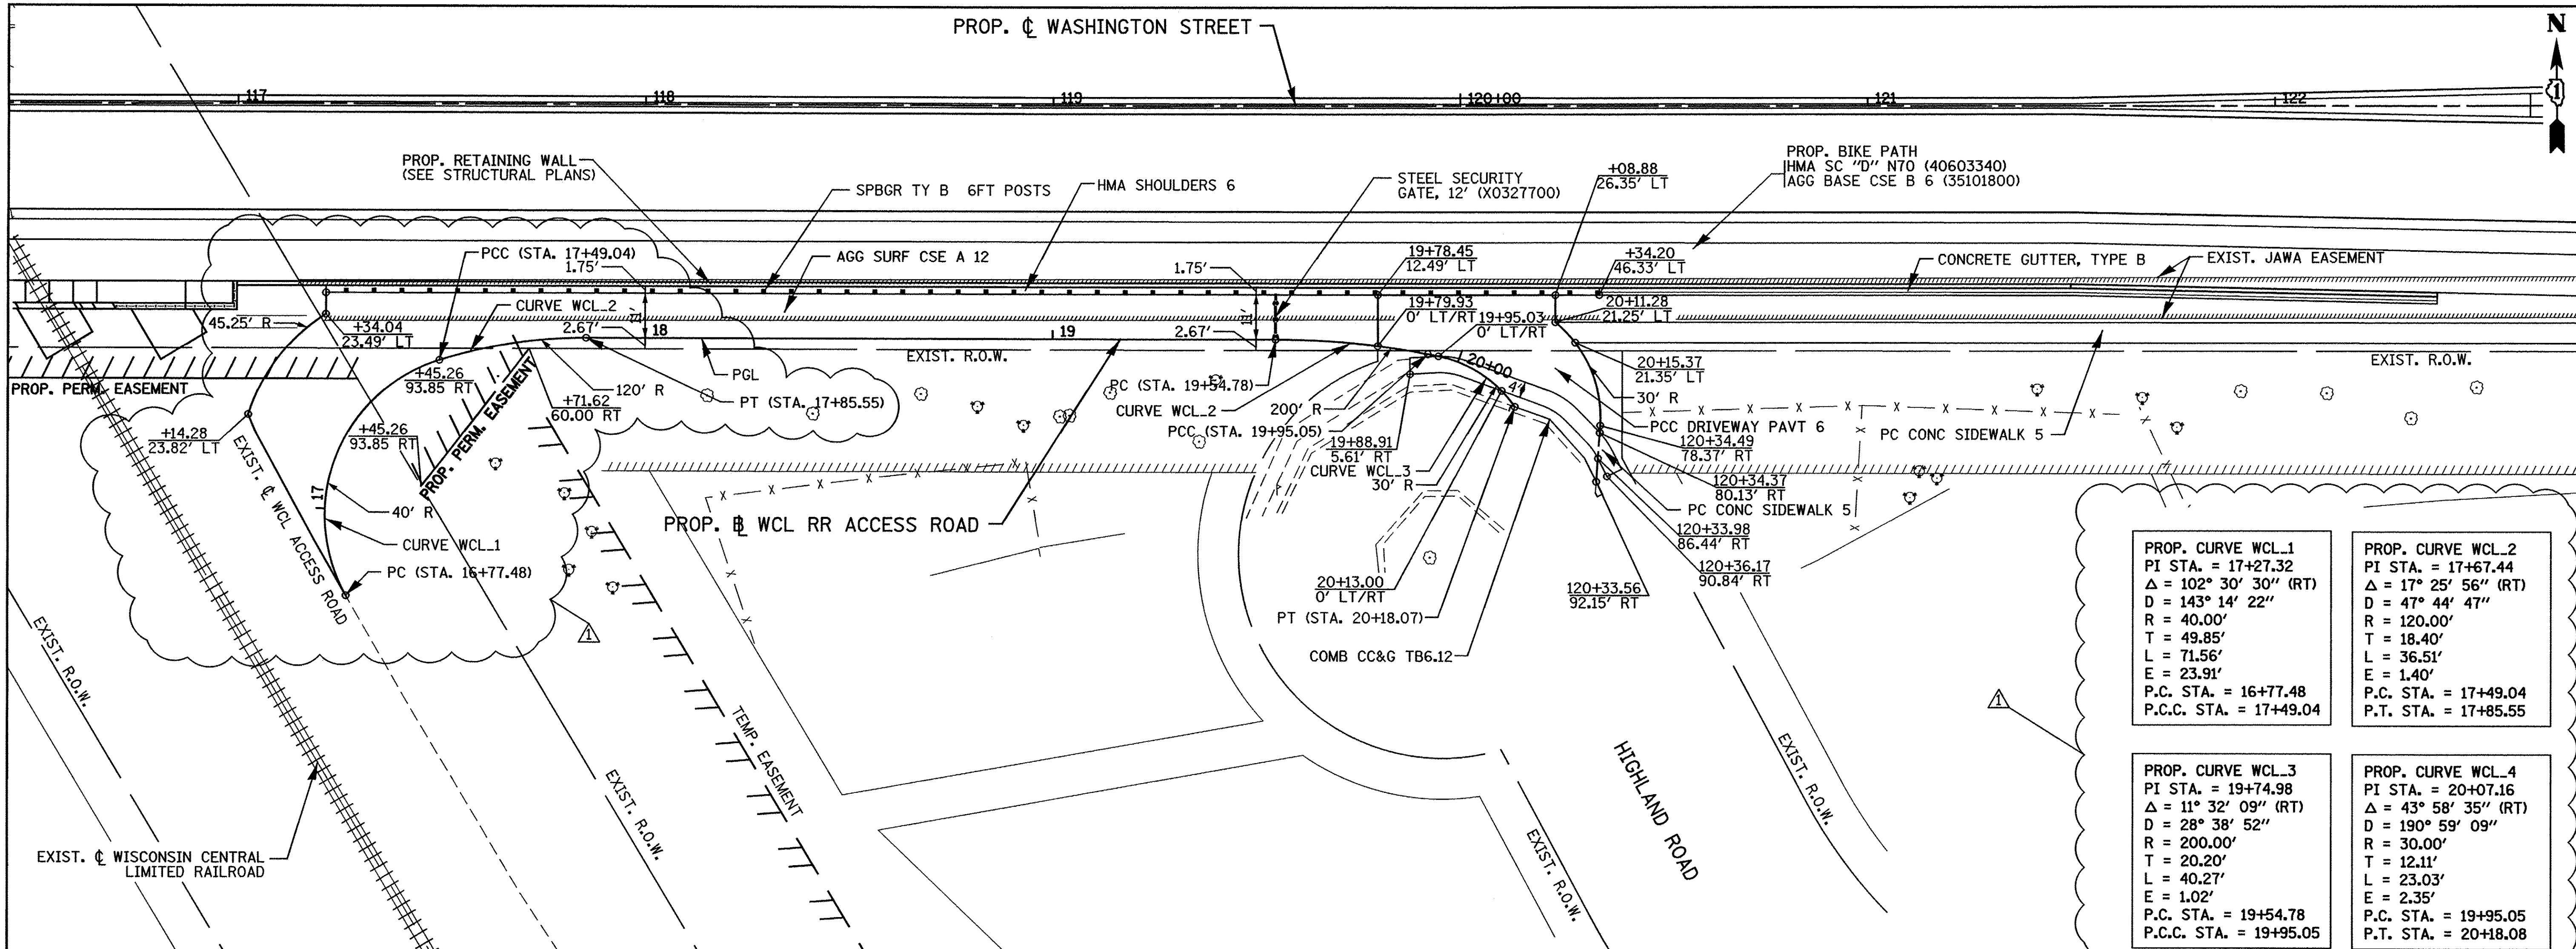 PROP. ℄ WASHINGTON STREET
N
1
117
118
119
120+00
121
122
PROP. RETAINING WALL
(SEE STRUCTURAL PLANS)
SPBGR TY B 6FT POSTS
HMA SHOULDERS 6
STEEL SECURITY
GATE, 12' (X0327700)
+08.88
26.35' LT
PROP. BIKE PATH
HMA SC "D" N70 (40603340)
AGG BASE CSE B 6 (35101800)
PCC (STA. 17+49.04)
1.75'
AGG SURF CSE A 12
1.75'
19+78.45
12.49' LT
+34.20
46.33' LT
CONCRETE GUTTER, TYPE B
EXIST. JAWA EASEMENT
CURVE WCL_2
45.25' R
+34.04
23.49' LT
2.67'
11'
18
19
2.67'
11'
19+79.93
0' LT/RT
19+95.03
0' LT/RT
20+11.28
21.25' LT
EXIST. R.O.W.
20+00
20+15.37
21.35' LT
EXIST. R.O.W.
PROP. PERM. EASEMENT
+45.26
93.85 RT
+71.62
60.00 RT
120' R
PGL
PT (STA. 17+85.55)
PC (STA. 19+54.78)
CURVE WCL_2
200' R
PCC (STA. 19+95.05)
4'
30' R
PCC DRIVEWAY PAVT 6
PC CONC SIDEWALK 5
+14.28
23.82' LT
+45.26
93.85 RT
PROP. PERM. EASEMENT
19+88.91
5.61' RT
CURVE WCL_3
30' R
120+34.49
78.37' RT
120+34.37
80.13' RT
EXIST. ℄ WCL ACCESS ROAD
17
40' R
CURVE WCL_1
PC (STA. 16+77.48)
PROP. BL WCL RR ACCESS ROAD
PC CONC SIDEWALK 5
120+33.98
86.44' RT
120+36.17
90.84' RT
120+33.56
92.15' RT
20+13.00
0' LT/RT
PT (STA. 20+18.07)
COMB CC&G TB6.12
1
1
EXIST. R.O.W.
EXIST. R.O.W.
TEMP. EASEMENT
HIGHLAND ROAD
EXIST. R.O.W.
EXIST. R.O.W.
EXIST. ℄ WISCONSIN CENTRAL
LIMITED RAILROAD
PROP. CURVE WCL_1
PI STA. = 17+27.32
Δ = 102° 30' 30" (RT)
D = 143° 14' 22"
R = 40.00'
T = 49.85'
L = 71.56'
E = 23.91'
P.C. STA. = 16+77.48
P.C.C. STA. = 17+49.04
PROP. CURVE WCL_2
PI STA. = 17+67.44
Δ = 17° 25' 56" (RT)
D = 47° 44' 47"
R = 120.00'
T = 18.40'
L = 36.51'
E = 1.40'
P.C. STA. = 17+49.04
P.T. STA. = 17+85.55
PROP. CURVE WCL_3
PI STA. = 19+74.98
Δ = 11° 32' 09" (RT)
D = 28° 38' 52"
R = 200.00'
T = 20.20'
L = 40.27'
E = 1.02'
P.C. STA. = 19+54.78
P.C.C. STA. = 19+95.05
PROP. CURVE WCL_4
PI STA. = 20+07.16
Δ = 43° 58' 35" (RT)
D = 190° 59' 09"
R = 30.00'
T = 12.11'
L = 23.03'
E = 2.35'
P.C. STA. = 19+95.05
P.T. STA. = 20+18.08